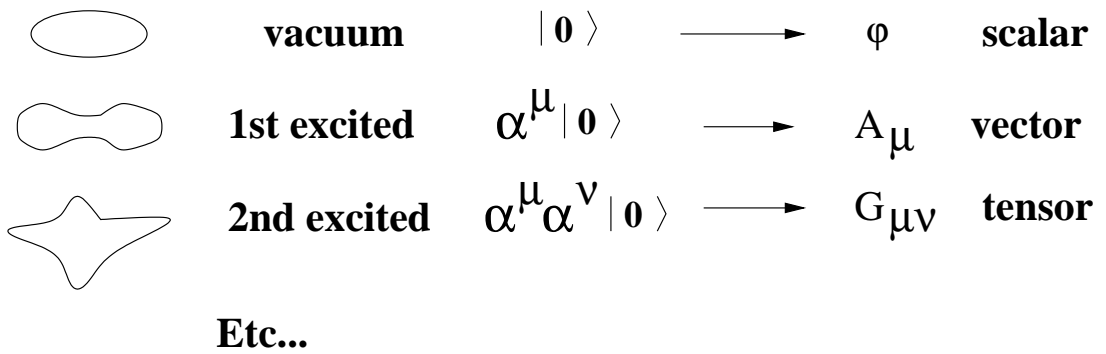 vacuum |0⟩ φ scalar
1st excited α^μ|0⟩ A_μ vector
2nd excited α^μα^ν|0⟩ G_μν tensor
Etc...